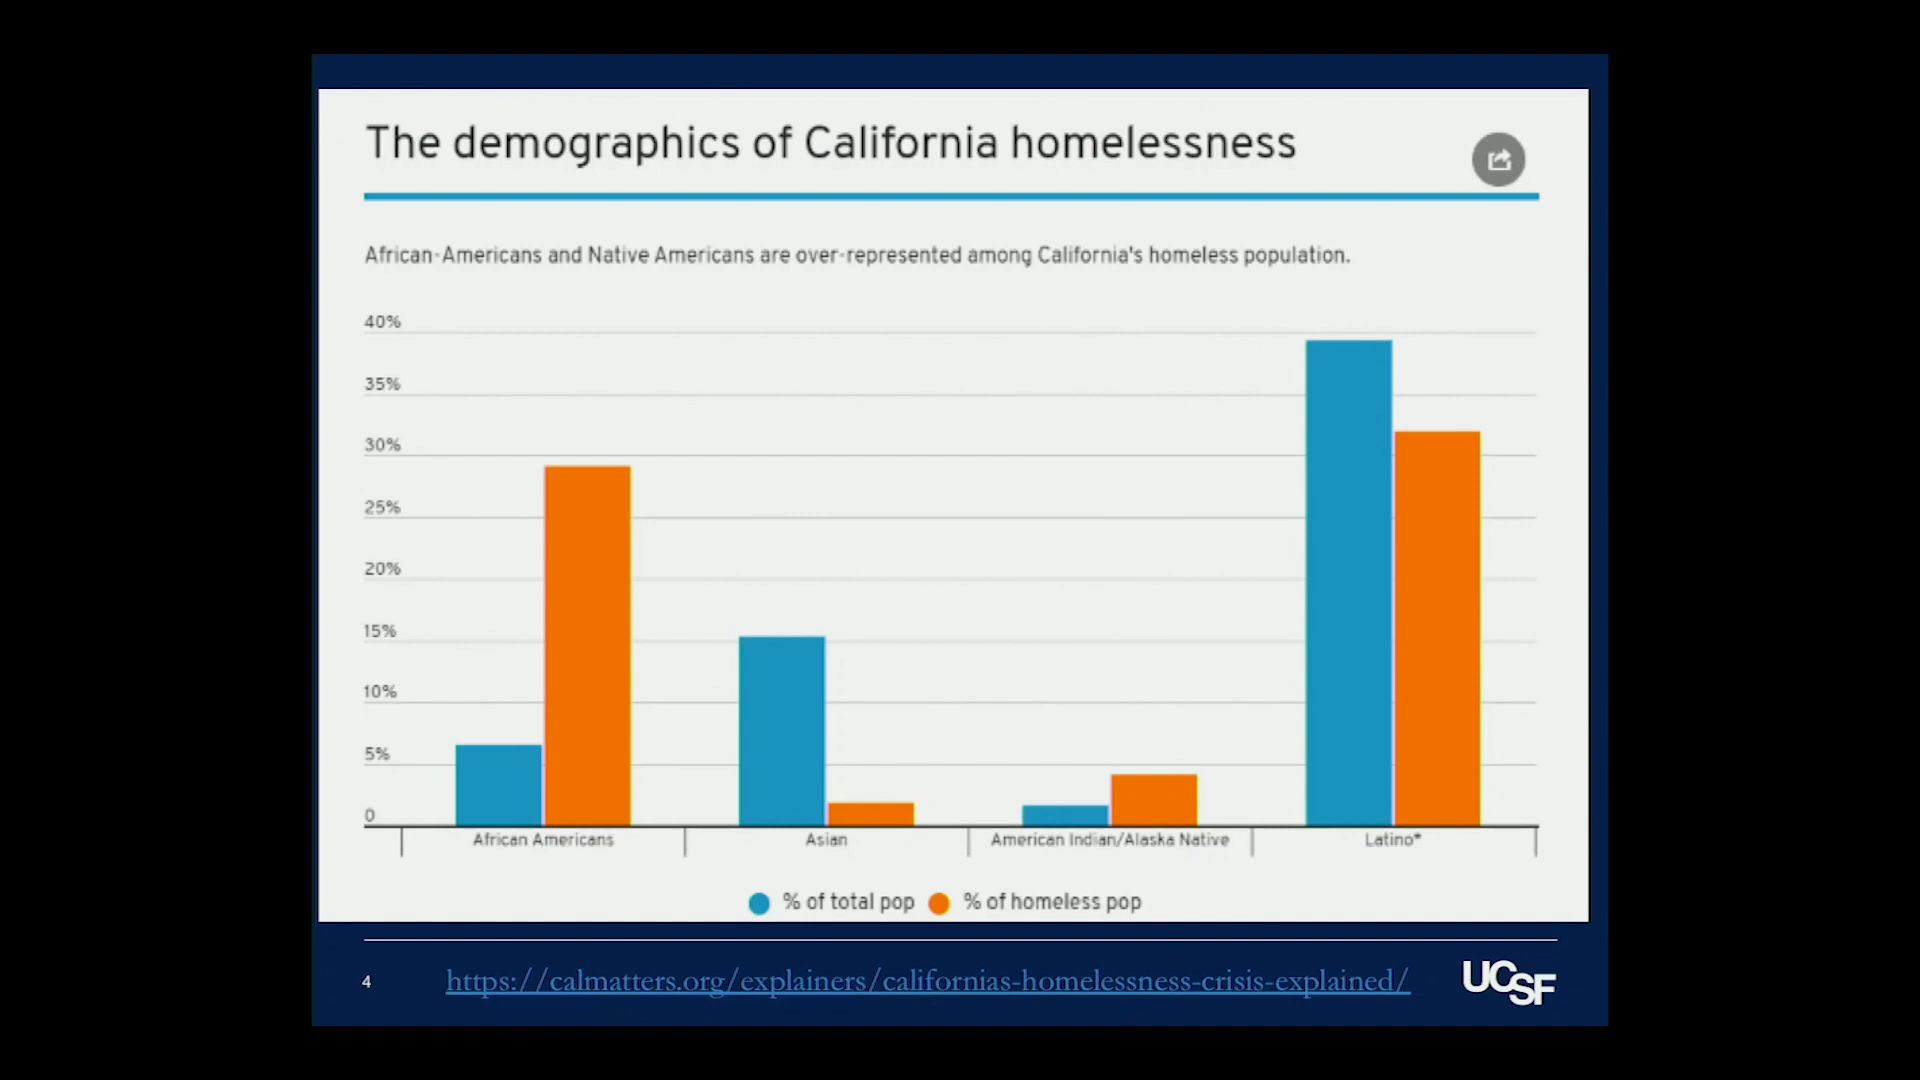 The demographics of California homelessness
African-Americans and Native Americans are over-represented among California's homeless population.
40%
35%
30%
25%
20%
15%
10%
5%
0
African Americans
Asian
American Indian/Alaska Native
Latino*
% of total pop
% of homeless pop
4
https://calmatters.org/explainers/californias-homelessness-crisis-explained/
UCSF